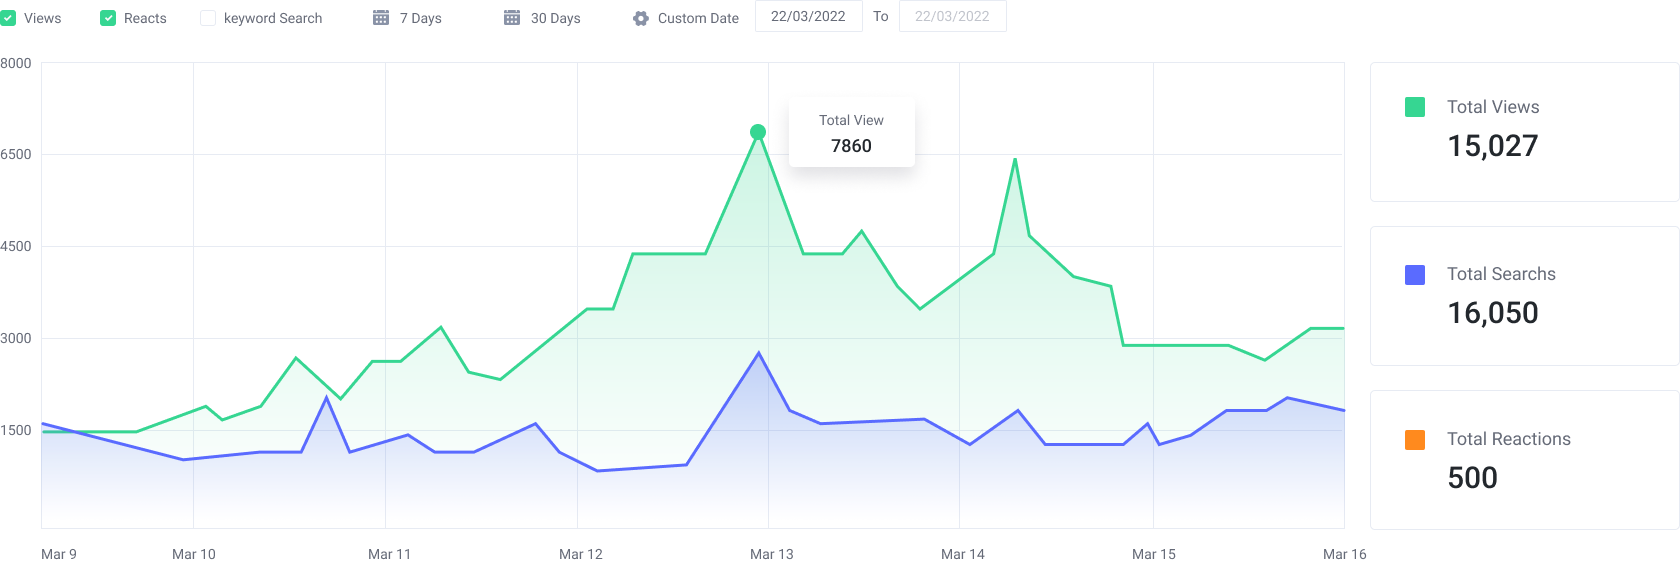 Views Reacts keyword Search 7 Days 30 Days Custom Date 22/03/2022 To 22/03/2022
8000
6500
4500
3000
1500
Total View
7860
Mar 9 Mar 10 Mar 11 Mar 12 Mar 13 Mar 14 Mar 15 Mar 16
Total Views
15,027
Total Searchs
16,050
Total Reactions
500